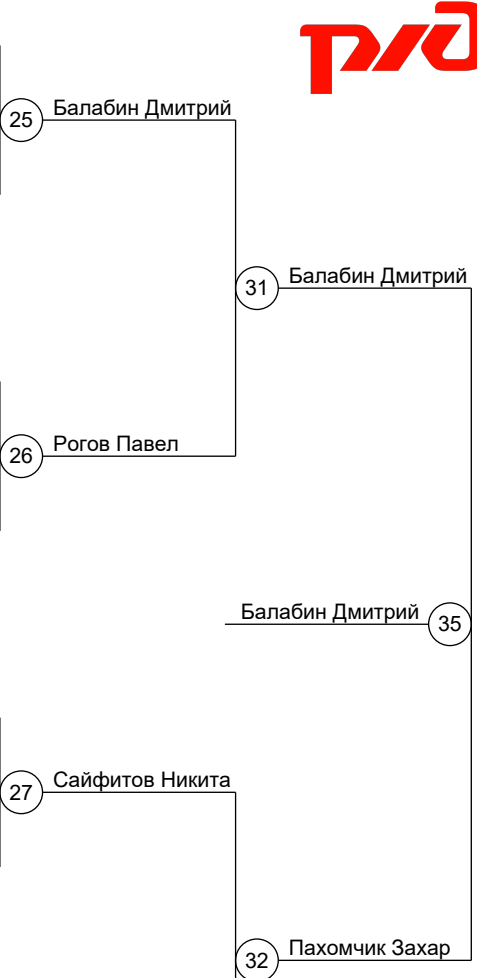 25 Балабин Дмитрий
31 Балабин Дмитрий
26 Рогов Павел
Балабин Дмитрий 35
27 Сайфитов Никита
32 Пахомчик Захар